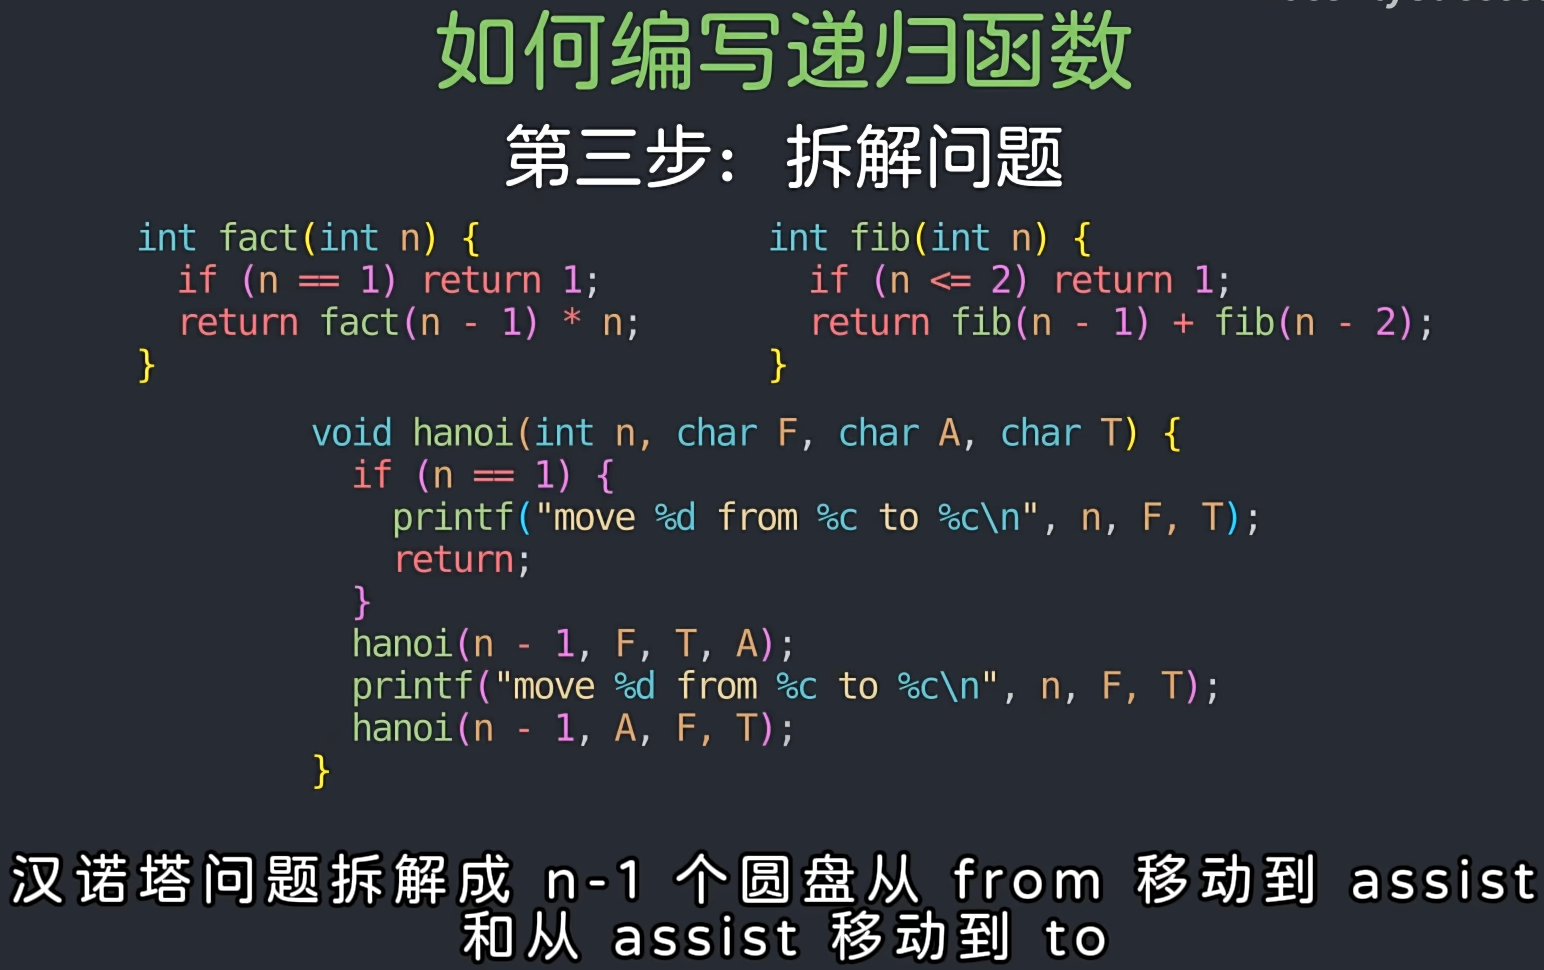 如何编写递归函数
第三步：拆解问题
int fact(int n) {
  if (n == 1) return 1;
  return fact(n - 1) * n;
}
int fib(int n) {
  if (n <= 2) return 1;
  return fib(n - 1) + fib(n - 2);
}
void hanoi(int n, char F, char A, char T) {
  if (n == 1) {
    printf("move %d from %c to %c\n", n, F, T);
    return;
  }
  hanoi(n - 1, F, T, A);
  printf("move %d from %c to %c\n", n, F, T);
  hanoi(n - 1, A, F, T);
}
汉诺塔问题拆解成 n-1 个圆盘从 from 移动到 assist
和从 assist 移动到 to